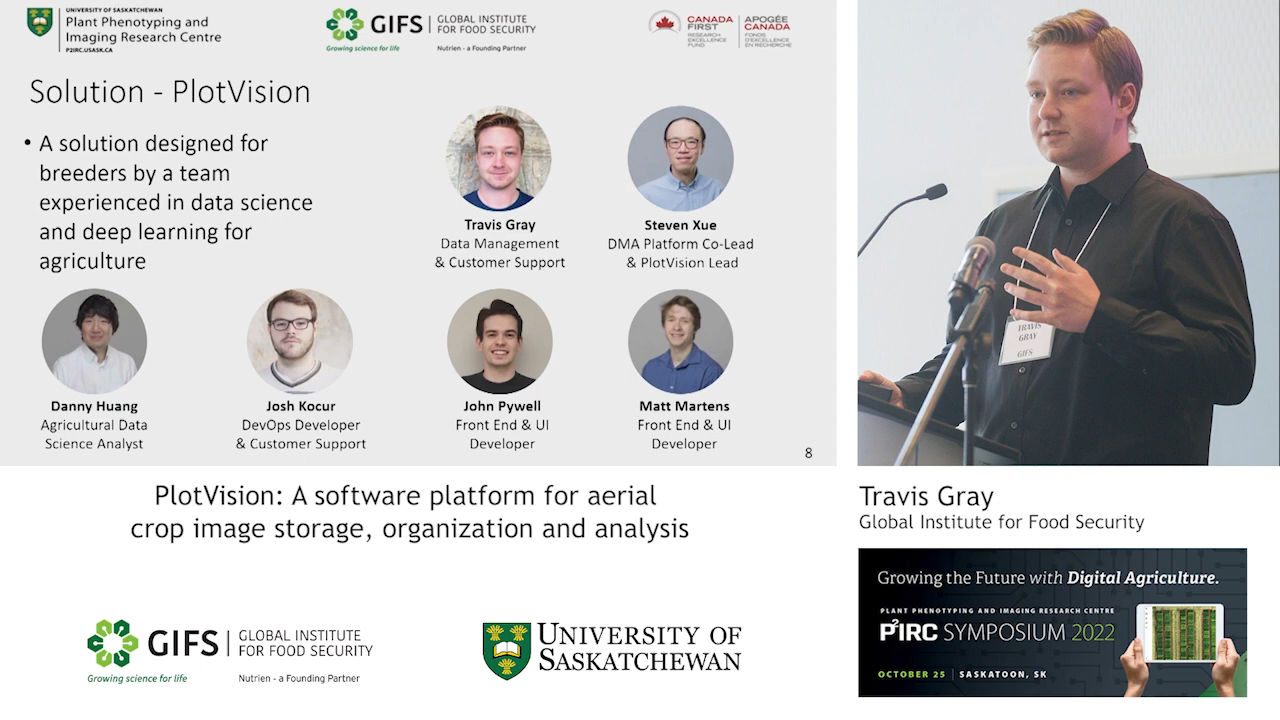 UNIVERSITY OF SASKATCHEWAN
Plant Phenotyping and
Imaging Research Centre
P2IRC.USASK.CA
GIFS
GLOBAL INSTITUTE
FOR FOOD SECURITY
Growing science for life
Nutrien - a Founding Partner
CANADA
FIRST
RESEARCH
EXCELLENCE
FUND
APOGÉE
CANADA
FONDS
D'EXCELLENCE
EN RECHERCHE
Solution - PlotVision
• A solution designed for
breeders by a team
experienced in data science
and deep learning for
agriculture
Travis Gray
Data Management
& Customer Support
Steven Xue
DMA Platform Co-Lead
& PlotVision Lead
Danny Huang
Agricultural Data
Science Analyst
Josh Kocur
DevOps Developer
& Customer Support
John Pywell
Front End & UI
Developer
Matt Martens
Front End & UI
Developer
8
TRAVIS
GRAY
GIFS
PlotVision: A software platform for aerial
crop image storage, organization and analysis
Travis Gray
Global Institute for Food Security
GIFS
GLOBAL INSTITUTE
FOR FOOD SECURITY
Growing science for life
Nutrien - a Founding Partner
UNIVERSITY OF
SASKATCHEWAN
Growing the Future with Digital Agriculture.
PLANT PHENOTYPING AND IMAGING RESEARCH CENTRE
P²IRC SYMPOSIUM 2022
OCTOBER 25 | SASKATOON, SK